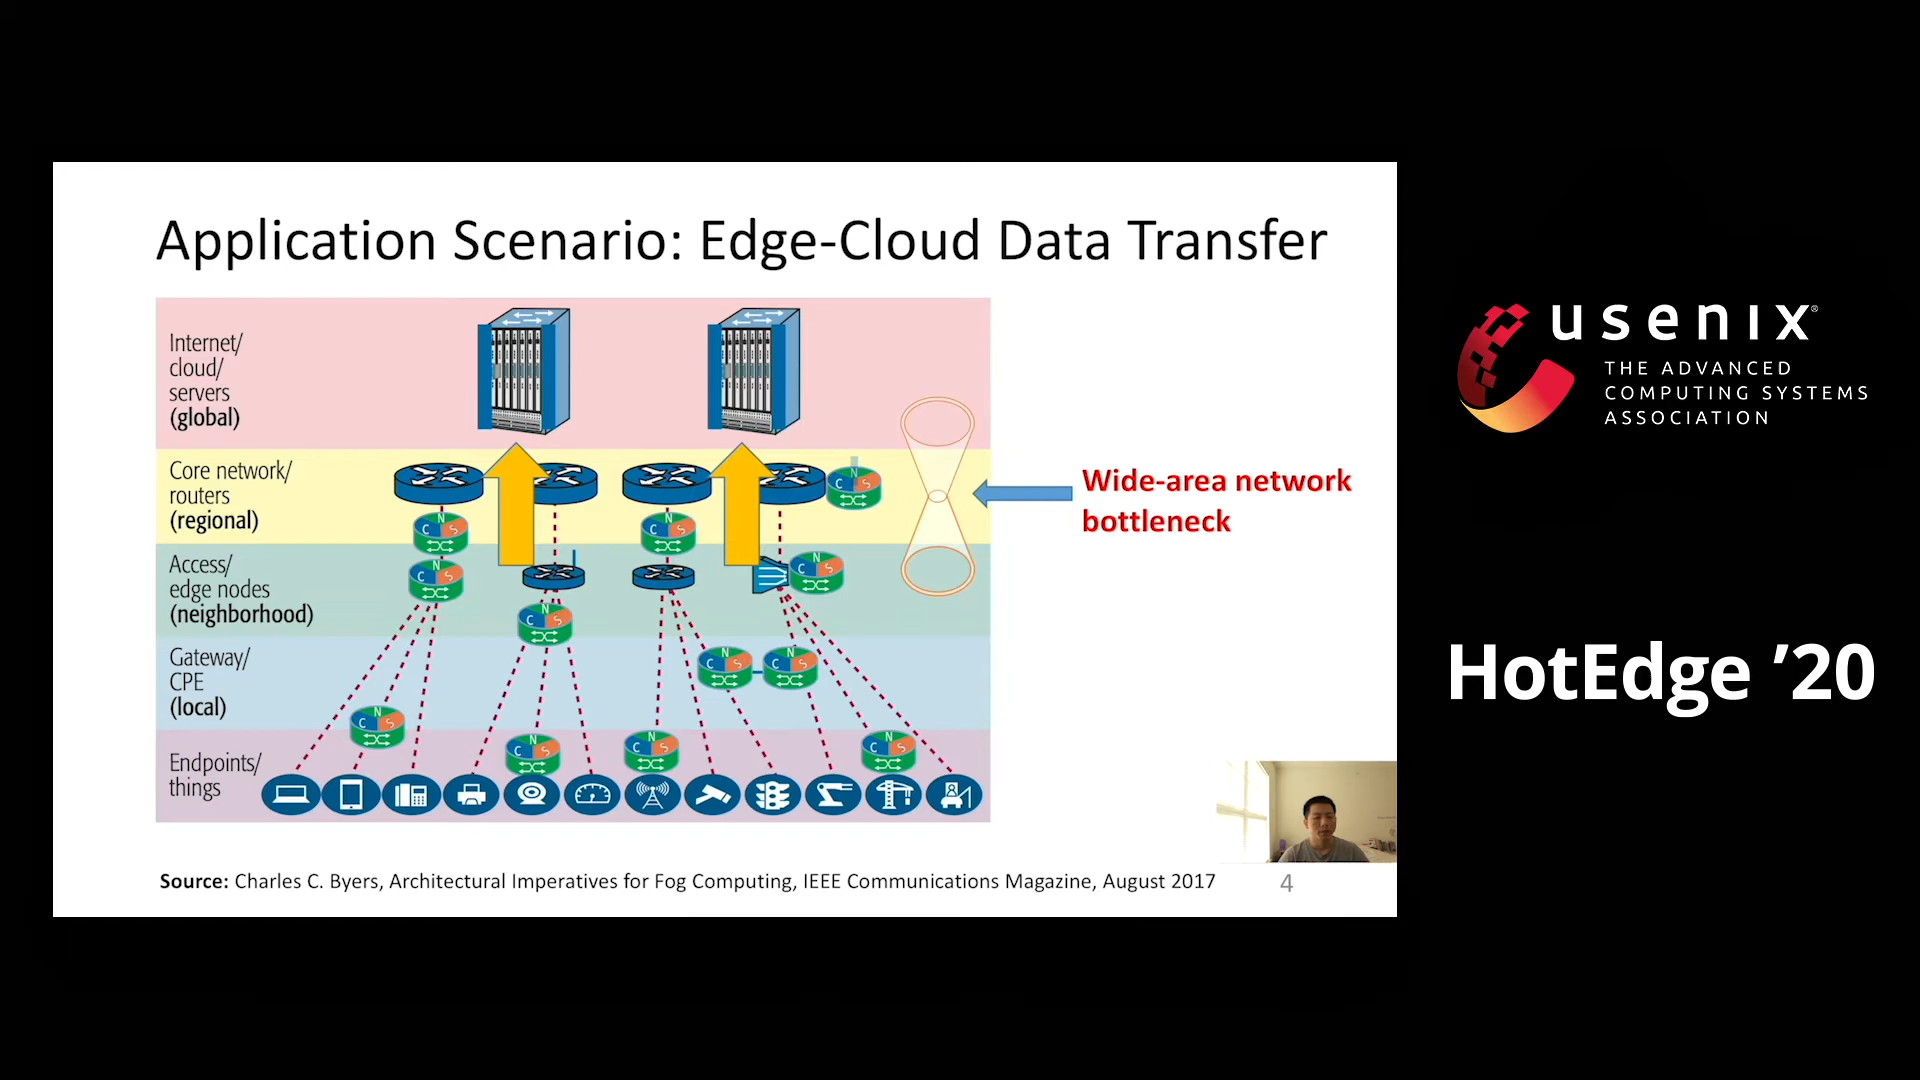 Application Scenario: Edge-Cloud Data Transfer
Internet/
cloud/
servers
(global)
Core network/
routers
(regional)
Access/
edge nodes
(neighborhood)
Gateway/
CPE
(local)
Endpoints/
things
N
C S
N
C S
N
C S
N
C S
N
C S
N
C S
N
C S
N
C S
N
C S
N
C S
N
C S
N
C S
Wide-area network
bottleneck
Source: Charles C. Byers, Architectural Imperatives for Fog Computing, IEEE Communications Magazine, August 2017
4
usenix®
THE ADVANCED
COMPUTING SYSTEMS
ASSOCIATION
HotEdge ’20